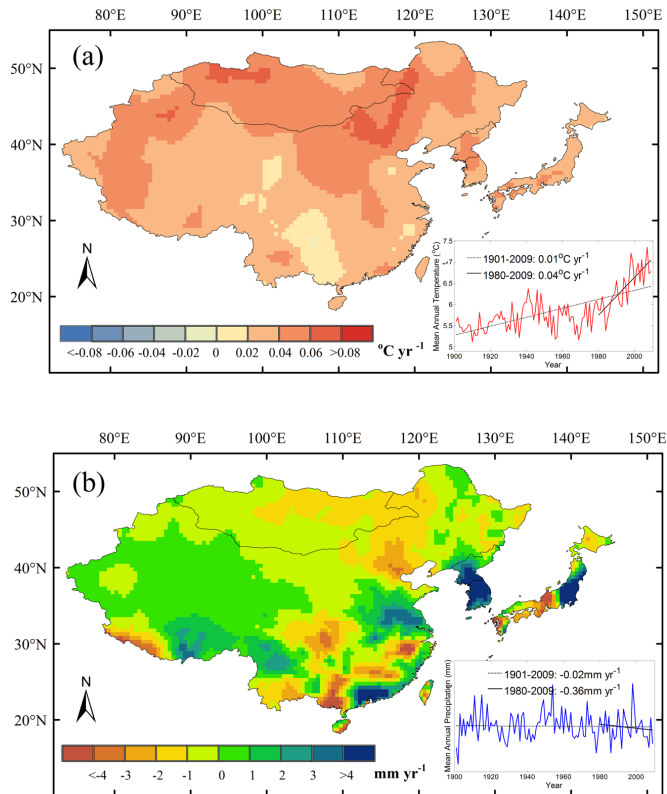 80°E 90°E 100°E 110°E 120°E 130°E 140°E 150°E
(a)
50°N
40°N
30°N
20°N
N
<-0.08 -0.06 -0.04 -0.02 0 0.02 0.04 0.06 >0.08 °C yr -1
Mean Annual Temperature (°C)
7.5
7
6.5
6
5.5
5
1901-2009: 0.01°C yr-1
1980-2009: 0.04°C yr-1
1900 1920 1940 1960 1980 2000
Year
80°E 90°E 100°E 110°E 120°E 130°E 140°E 150°E
(b)
50°N
40°N
30°N
20°N
N
<-4 -3 -2 -1 0 1 2 3 >4 mm yr-1
Mean Annual Precipitation (mm)
1901-2009: -0.02mm yr-1
1980-2009: -0.36mm yr-1
1900 1920 1940 1960 1980 2000
Year